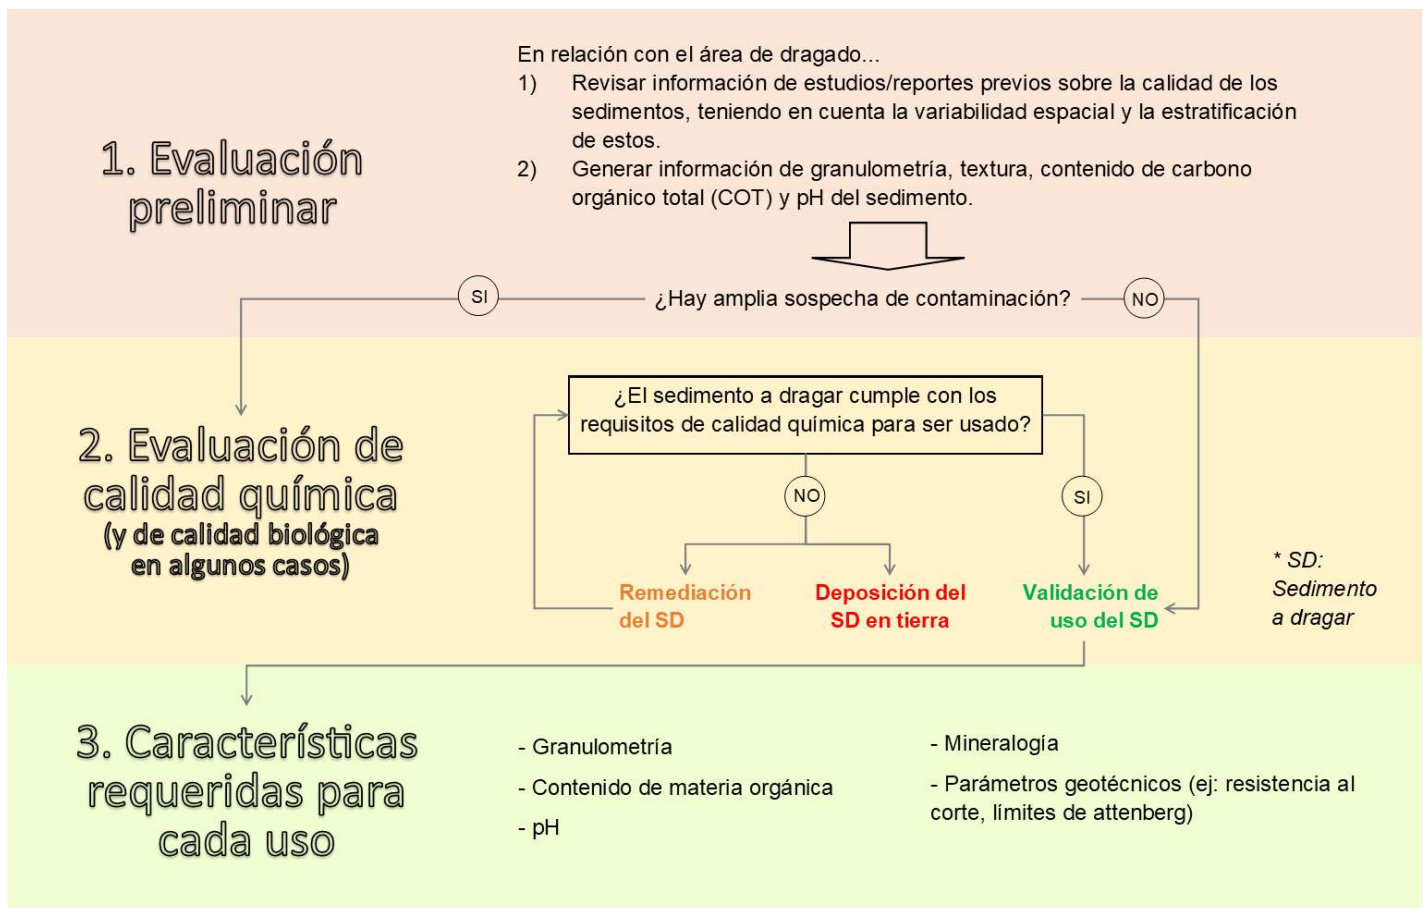 En relación con el área de dragado...
1) Revisar información de estudios/reportes previos sobre la calidad de los
sedimentos, teniendo en cuenta la variabilidad espacial y la estratificación
de estos.
2) Generar información de granulometría, textura, contenido de carbono
orgánico total (COT) y pH del sedimento.
1. Evaluación
preliminar
SI
¿Hay amplia sospecha de contaminación?
NO
¿El sedimento a dragar cumple con los
requisitos de calidad química para ser usado?
2. Evaluación de
calidad química
(y de calidad biológica
en algunos casos)
NO
SI
Remediación
del SD
Deposición del
SD en tierra
Validación de
uso del SD
* SD:
Sedimento
a dragar
3. Características
requeridas para
cada uso
- Granulometría
- Contenido de materia orgánica
- pH
- Mineralogía
- Parámetros geotécnicos (ej: resistencia al
corte, límites de attenberg)